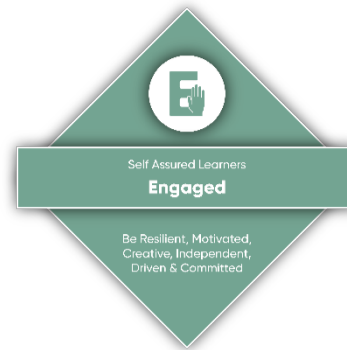 E
Self Assured Learners
Engaged
Be Resilient, Motivated,
Creative, Independent,
Driven & Committed